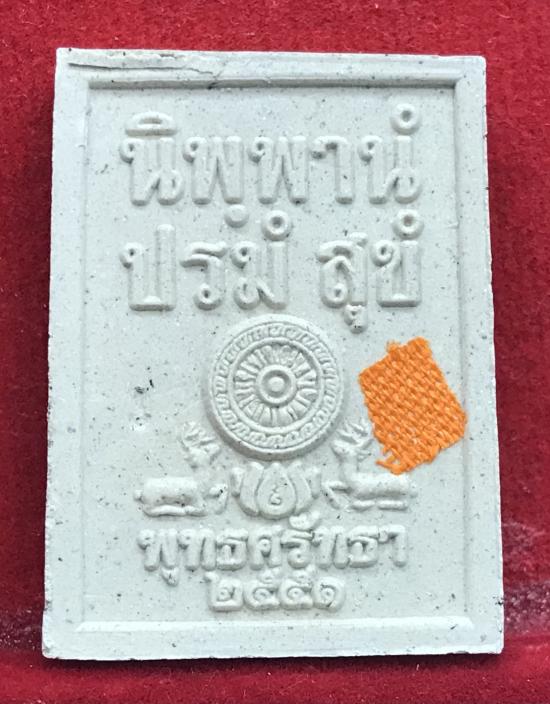 นิพฺพานํ
ปรมํ สุขํ
พุทธศรัทธา
๒๕๕๑